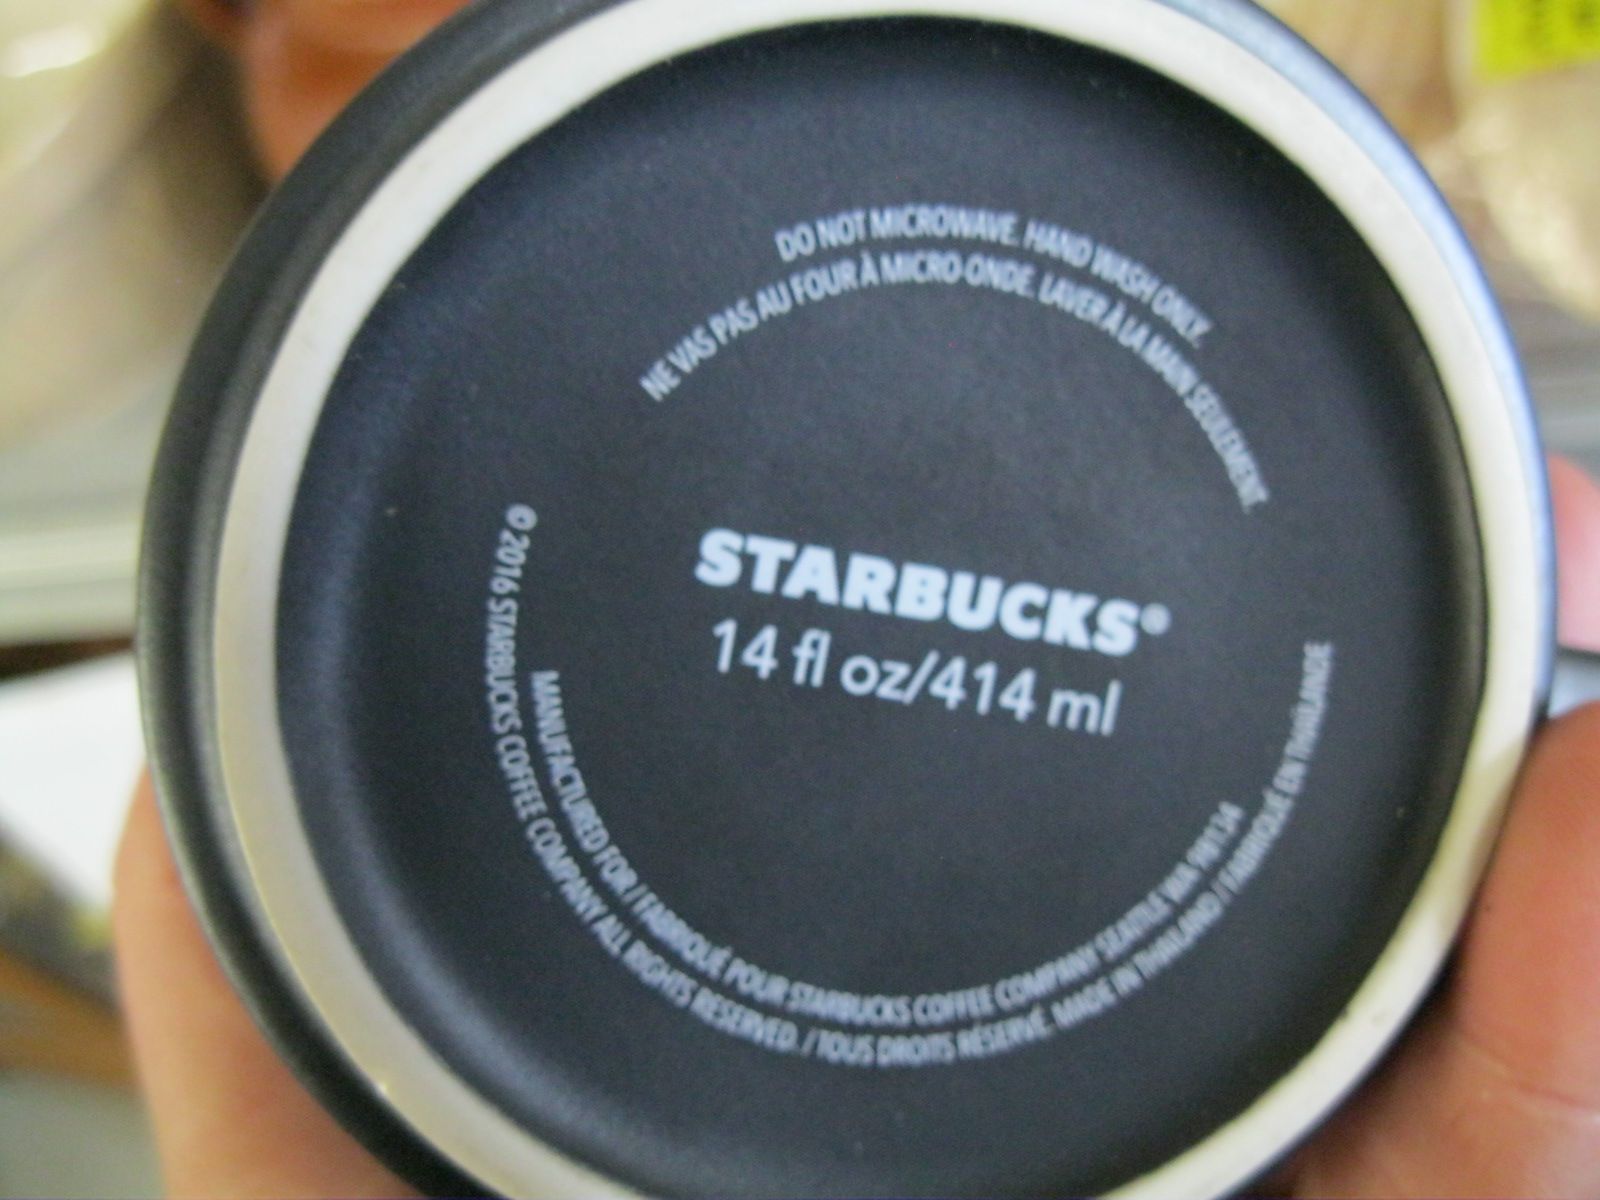 DO NOT MICROWAVE. HAND WASH ONLY.
NE VAS PAS AU FOUR À MICRO-ONDE. LAVER À LA MAIN SEULEMENT.
STARBUCKS®
14 fl oz/414 ml
MANUFACTURED FOR / FABRIQUÉ POUR STARBUCKS COFFEE COMPANY SEATTLE WA 98134
© 2016 STARBUCKS COFFEE COMPANY ALL RIGHTS RESERVED. / TOUS DROITS RÉSERVÉ. MADE IN THAILAND / FABRIQUÉ EN THAÏLANDE